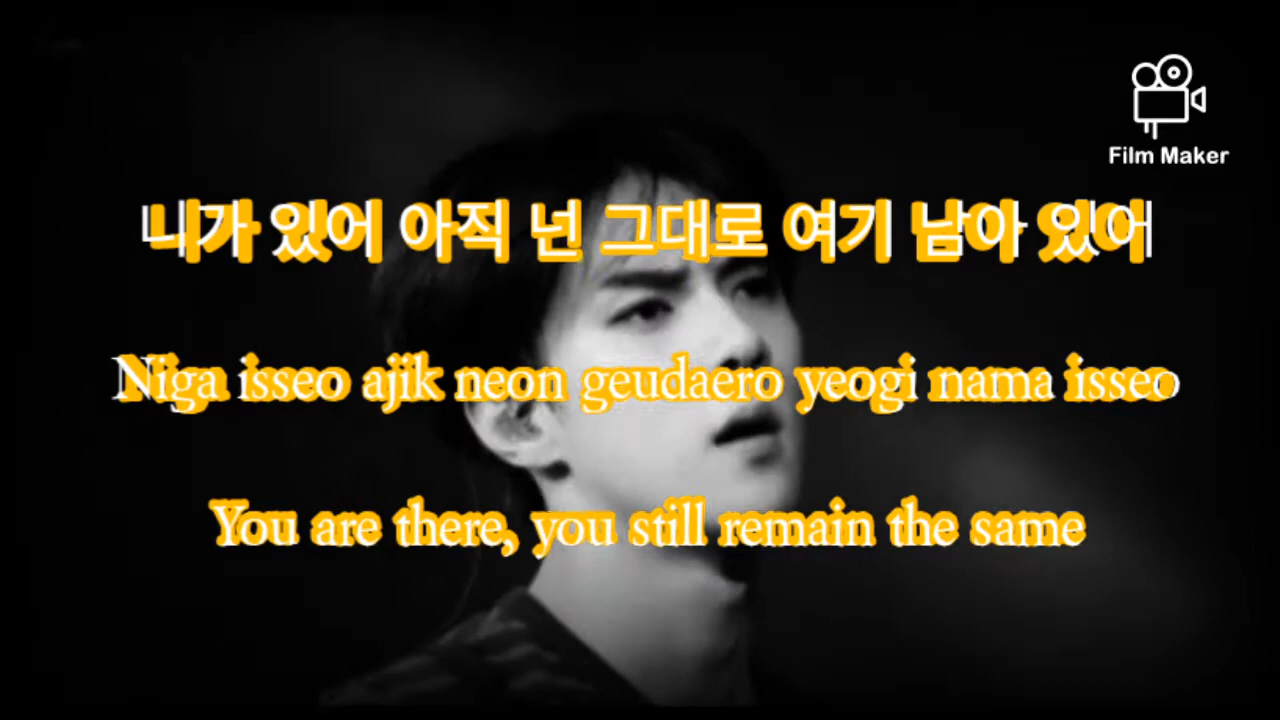 Film Maker
니가 있어 아직 넌 그대로 여기 남아 있어
Niga isseo ajik neon geudaero yeogi nama isseo
You are there, you still remain the same